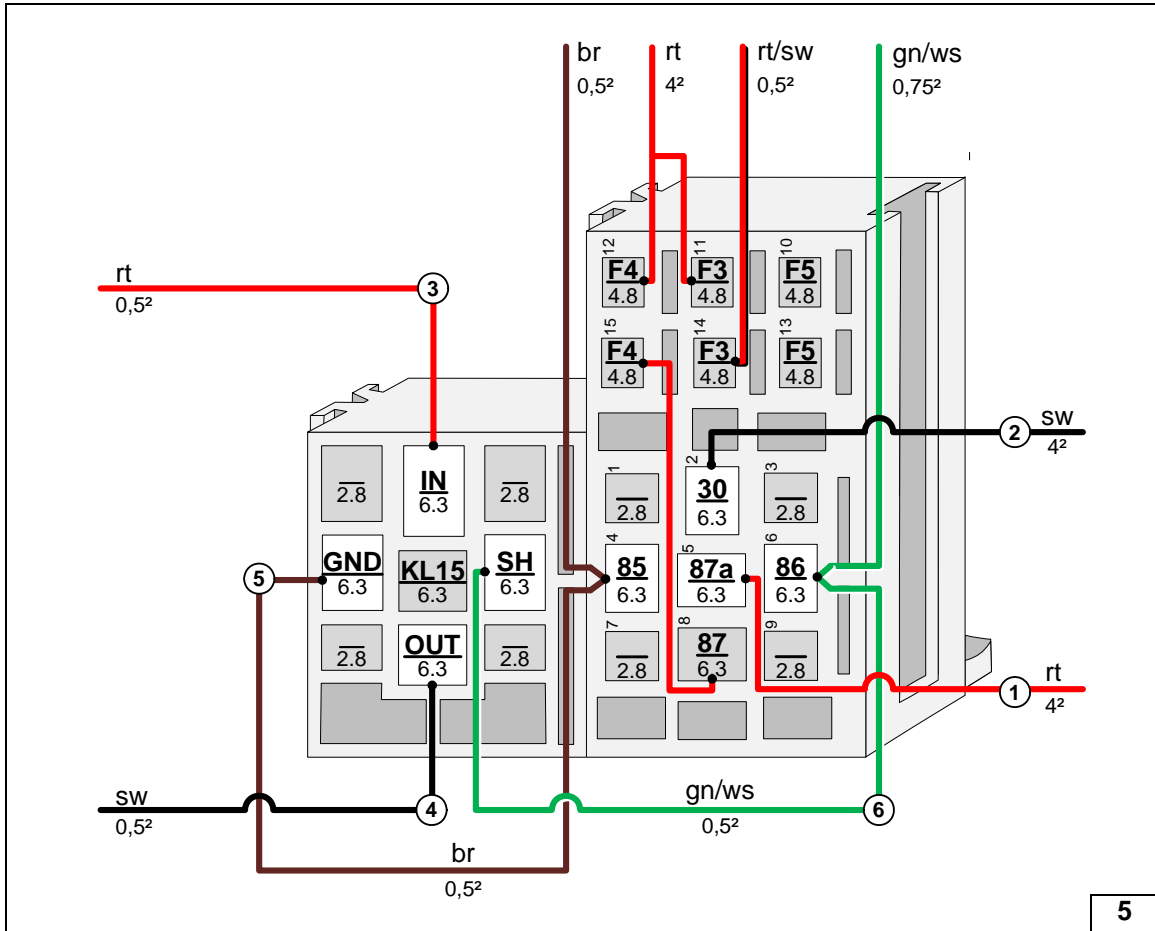 br
0,5²
rt
4²
rt/sw
0,5²
gn/ws
0,75²
12
F4
4.8
11
F3
4.8
10
F5
4.8
15
F4
4.8
14
F3
4.8
13
F5
4.8
rt
0,5²
3
2
sw
4²
2.8
IN
6.3
2.8
1
2.8
2
30
6.3
3
2.8
GND
6.3
KL15
6.3
SH
6.3
4
85
6.3
5
87a
6.3
6
86
6.3
5
2.8
OUT
6.3
2.8
7
2.8
8
87
6.3
9
2.8
1
rt
4²
sw
0,5²
4
gn/ws
0,5²
6
br
0,5²
5